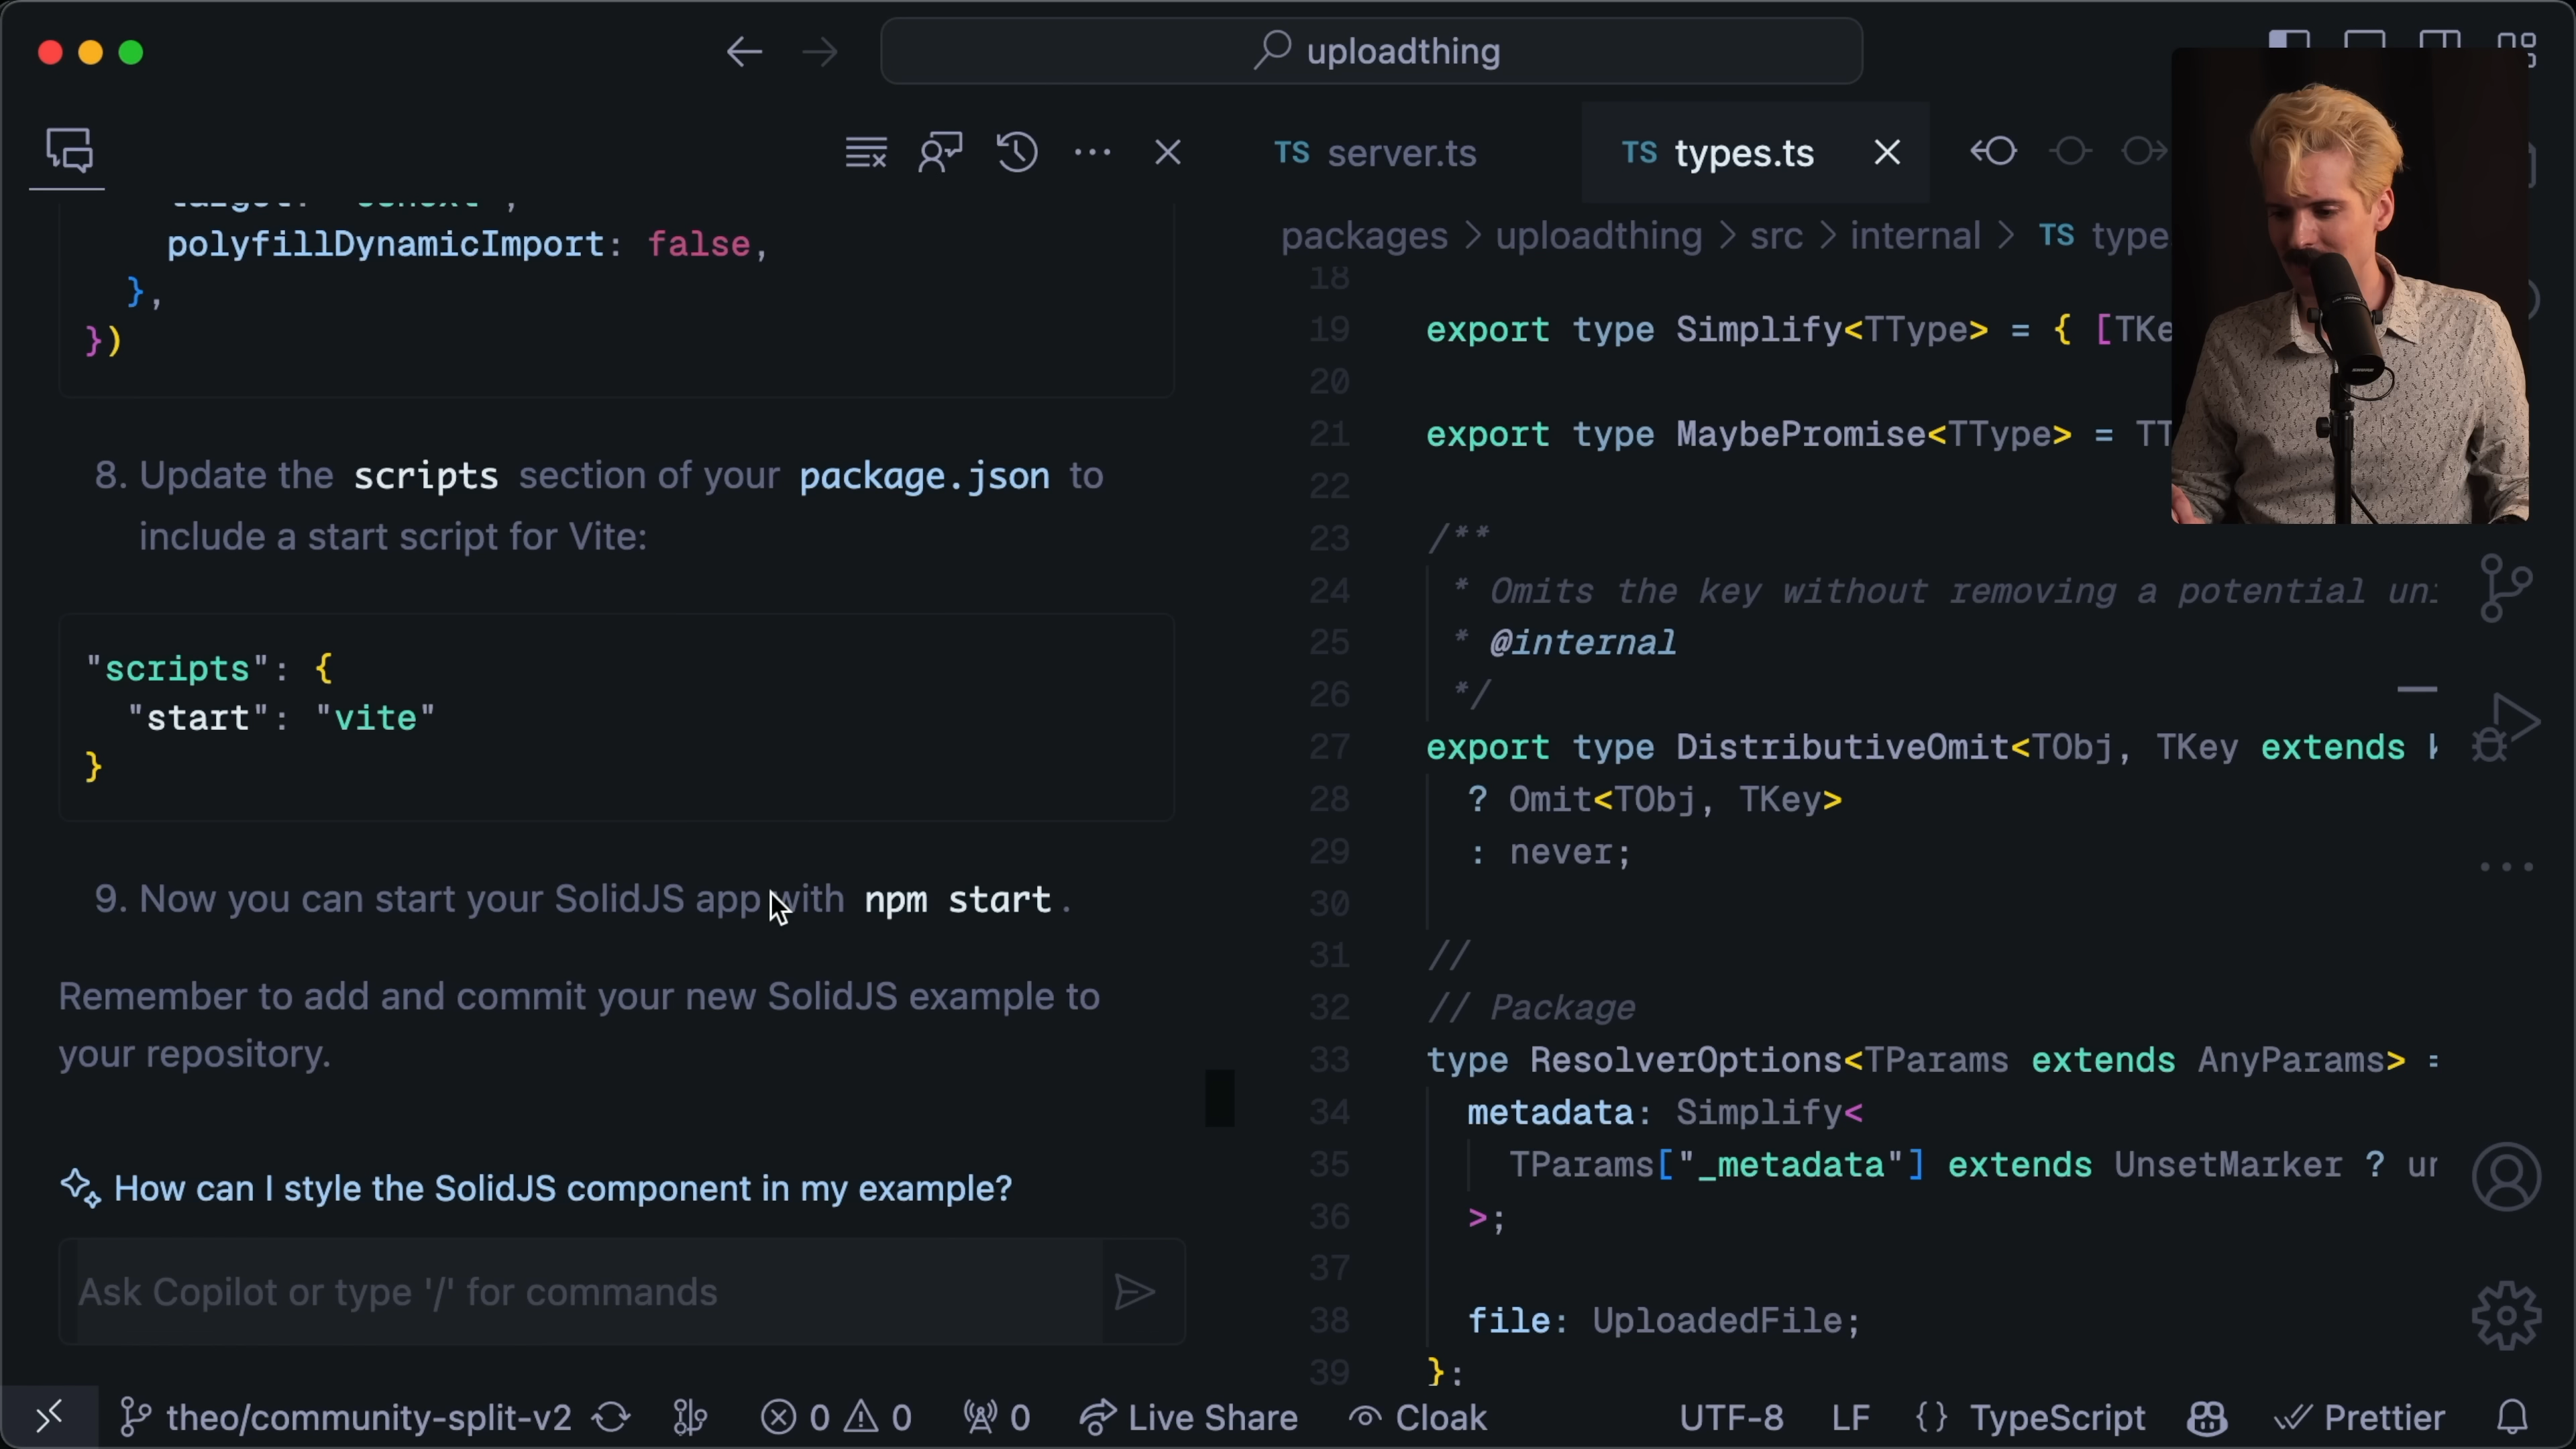 uploadthing
TS server.ts
TS types.ts
polyfillDynamicImport: false,
},
})
8. Update the scripts section of your package.json to
include a start script for Vite:
"scripts": {
"start": "vite"
}
9. Now you can start your SolidJS app with npm start.
Remember to add and commit your new SolidJS example to
your repository.
How can I style the SolidJS component in my example?
Ask Copilot or type '/' for commands
packages > uploadthing > src > internal > TS type
18
19 export type Simplify<TType> = { [TKe
20
21 export type MaybePromise<TType> = TT
22
23 /**
24 * Omits the key without removing a potential uni
25 * @internal
26 */
27 export type DistributiveOmit<TObj, TKey extends k
28 ? Omit<TObj, TKey>
29 : never;
30
31 //
32 // Package
33 type ResolverOptions<TParams extends AnyParams> =
34 metadata: Simplify<
35 TParams["_metadata"] extends UnsetMarker ? un
36 >;
37
38 file: UploadedFile;
39 };
theo/community-split-v2 0 0 0 Live Share Cloak UTF-8 LF {} TypeScript Prettier